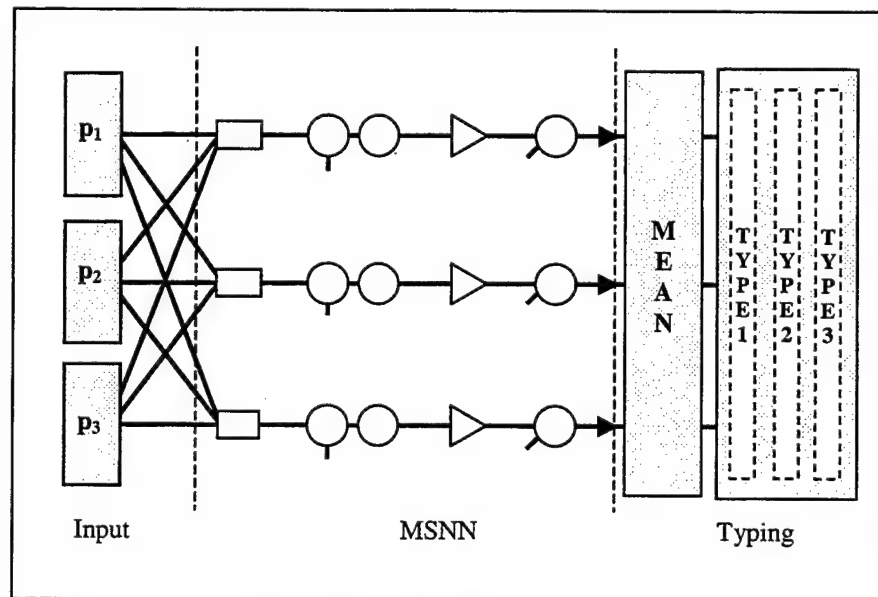 p1
p2
p3
MEAN
TYPE1
TYPE2
TYPE3
Input
MSNN
Typing